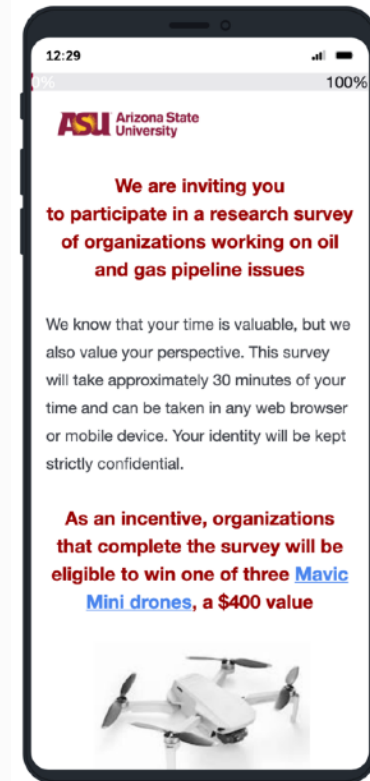 12:29
0% 100%
ASU Arizona State
University
We are inviting you
to participate in a research survey
of organizations working on oil
and gas pipeline issues
We know that your time is valuable, but we
also value your perspective. This survey
will take approximately 30 minutes of your
time and can be taken in any web browser
or mobile device. Your identity will be kept
strictly confidential.
As an incentive, organizations
that complete the survey will be
eligible to win one of three Mavic
Mini drones, a $400 value